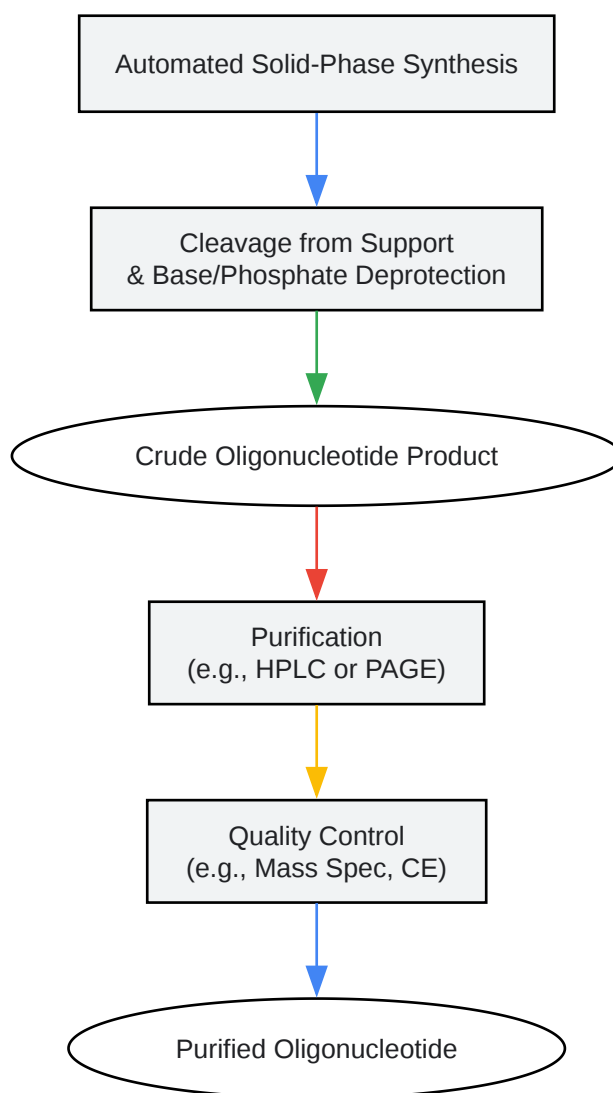 Automated Solid-Phase Synthesis
Cleavage from Support
& Base/Phosphate Deprotection
Crude Oligonucleotide Product
Purification
(e.g., HPLC or PAGE)
Quality Control
(e.g., Mass Spec, CE)
Purified Oligonucleotide